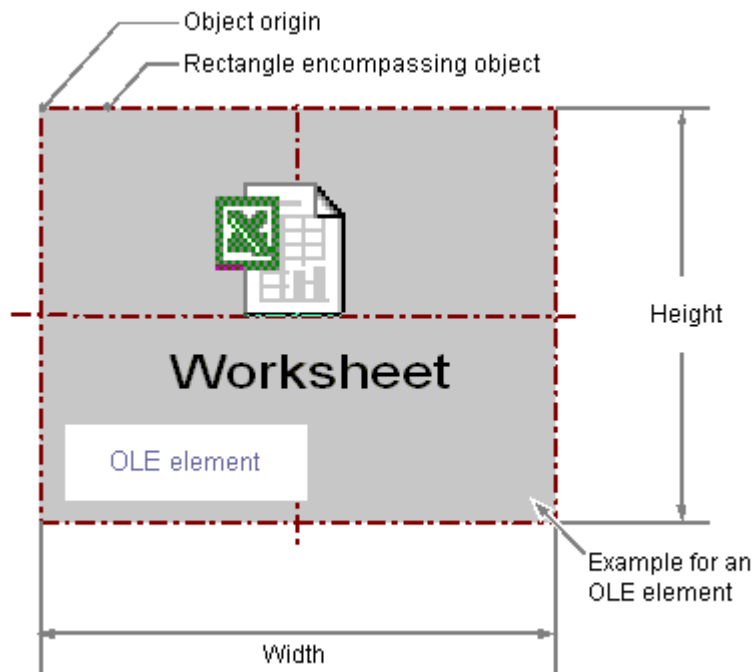 Object origin
Rectangle encompassing object
Height
Worksheet
OLE element
Example for an
OLE element
Width